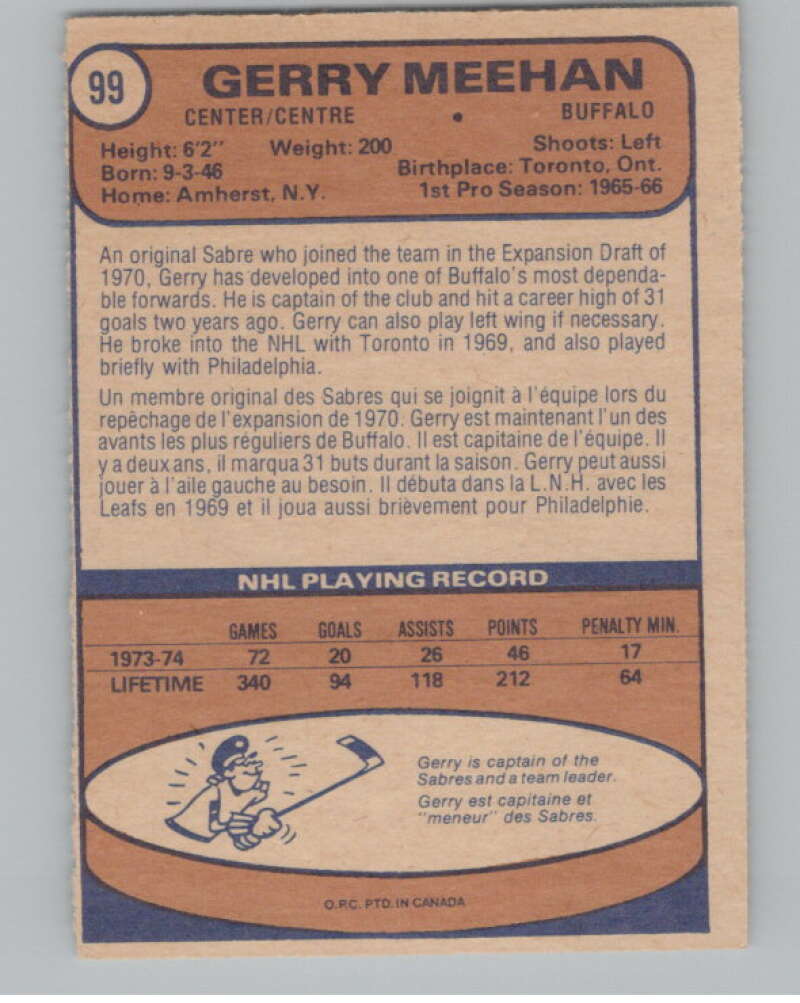 99
GERRY MEEHAN
CENTER/CENTRE • BUFFALO
Height: 6'2" Weight: 200 Shoots: Left
Born: 9-3-46 Birthplace: Toronto, Ont.
Home: Amherst, N.Y. 1st Pro Season: 1965-66
An original Sabre who joined the team in the Expansion Draft of
1970, Gerry has developed into one of Buffalo's most dependa-
ble forwards. He is captain of the club and hit a career high of 31
goals two years ago. Gerry can also play left wing if necessary.
He broke into the NHL with Toronto in 1969, and also played
briefly with Philadelphia.
Un membre original des Sabres qui se joignit à l'équipe lors du
repêchage de l'expansion de 1970. Gerry est maintenant l'un des
avants les plus réguliers de Buffalo. Il est capitaine de l'équipe. Il
y a deux ans, il marqua 31 buts durant la saison. Gerry peut aussi
jouer à l'aile gauche au besoin. Il débuta dans la L.N.H. avec les
Leafs en 1969 et il joua aussi brièvement pour Philadelphie.
NHL PLAYING RECORD
GAMES GOALS ASSISTS POINTS PENALTY MIN.
1973-74 72 20 26 46 17
LIFETIME 340 94 118 212 64
Gerry is captain of the
Sabres and a team leader.
Gerry est capitaine et
"meneur" des Sabres.
O.P.C. PTD. IN CANADA